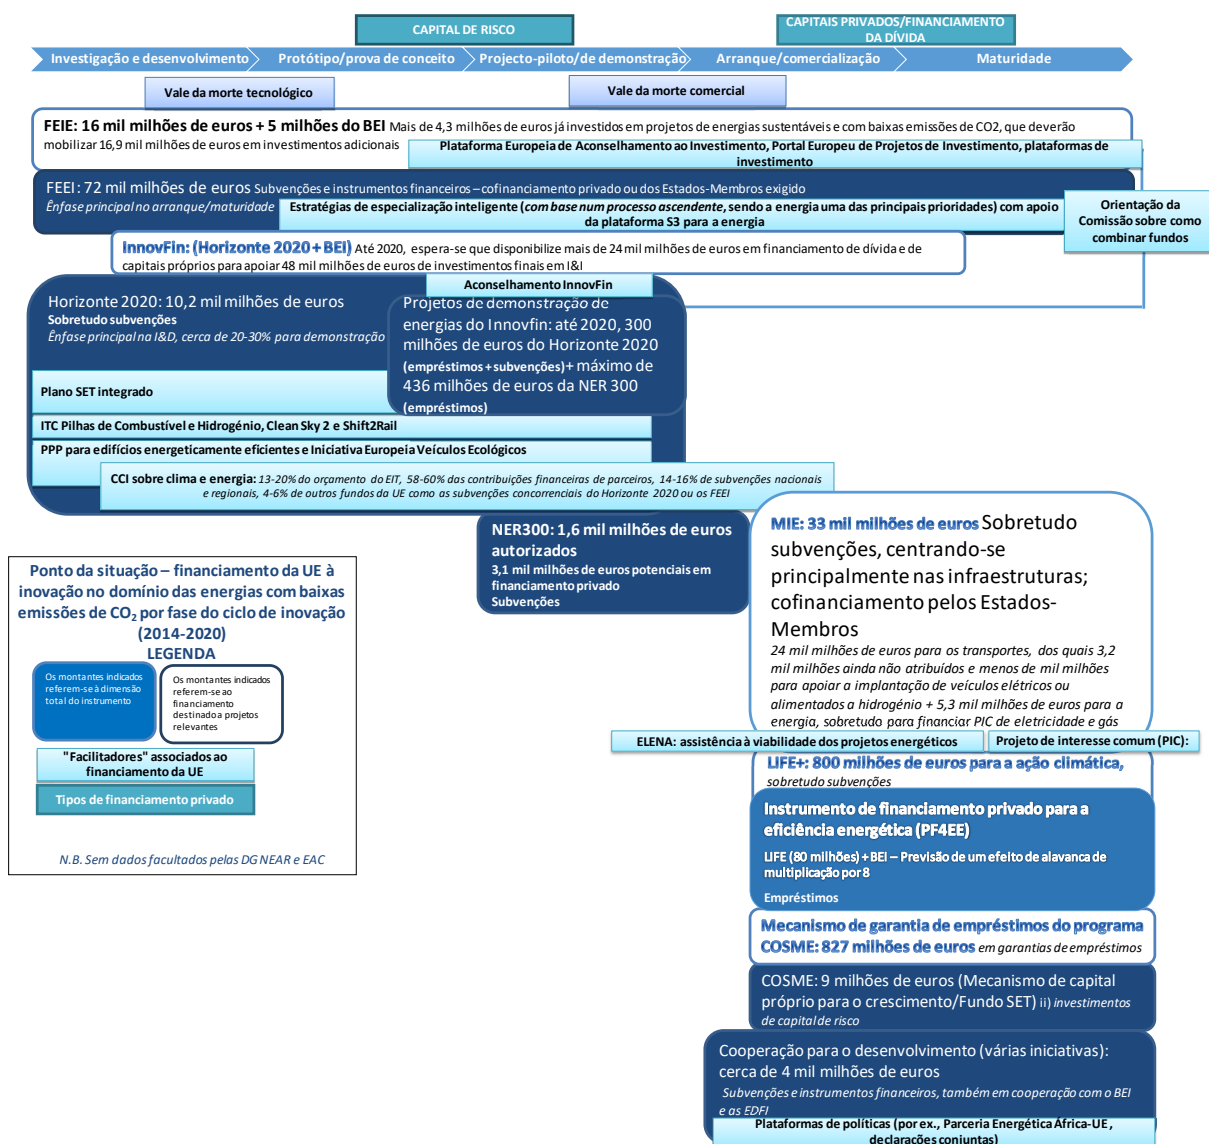 CAPITAL DE RISCO
CAPITAIS PRIVADOS/FINANCIAMENTO
DA DÍVIDA
Investigação e desenvolvimento
Protótipo/prova de conceito
Projecto-piloto/de demonstração
Arranque/comercialização
Maturidade
Vale da morte tecnológico
Vale da morte comercial
FEIE: 16 mil milhões de euros + 5 milhões do BEI Mais de 4,3 milhões de euros já investidos em projetos de energias sustentáveis e com baixas emissões de CO2, que deverão
mobilizar 16,9 mil milhões de euros em investimentos adicionais
Plataforma Europeia de Aconselhamento ao Investimento, Portal Europeu de Projetos de Investimento, plataformas de
investimento
FEEI: 72 mil milhões de euros Subvenções e instrumentos financeiros – cofinanciamento privado ou dos Estados-Membros exigido
Ênfase principal no arranque/maturidade
Estratégias de especialização inteligente (com base num processo ascendente, sendo a energia uma das principais prioridades) com apoio
da plataforma S3 para a energia
Orientação da
Comissão sobre como
combinar fundos
InnovFin: (Horizonte 2020 + BEI) Até 2020, espera-se que disponibilize mais de 24 mil milhões de euros em financiamento de dívida e de
capitais próprios para apoiar 48 mil milhões de euros de investimentos finais em I&I
Aconselhamento InnovFin
Horizonte 2020: 10,2 mil milhões de euros
Sobretudo subvenções
Ênfase principal na I&D, cerca de 20-30% para demonstração
Projetos de demonstração de
energias do Innovfin: até 2020, 300
milhões de euros do Horizonte 2020
(empréstimos + subvenções)+ máximo de
436 milhões de euros da NER 300
(empréstimos)
Plano SET integrado
ITC Pilhas de Combustível e Hidrogénio, Clean Sky 2 e Shift2Rail
PPP para edifícios energeticamente eficientes e Iniciativa Europeia Veículos Ecológicos
CCI sobre clima e energia: 13-20% do orçamento do EIT, 58-60% das contribuições financeiras de parceiros, 14-16% de subvenções nacionais
e regionais, 4-6% de outros fundos da UE como as subvenções concorrenciais do Horizonte 2020 ou os FEEI
NER300: 1,6 mil milhões de euros
autorizados
3,1 mil milhões de euros potenciais em
financiamento privado
Subvenções
MIE: 33 mil milhões de euros Sobretudo
subvenções, centrando-se
principalmente nas infraestruturas;
cofinanciamento pelos Estados-
Membros
24 mil milhões de euros para os transportes, dos quais 3,2
mil milhões ainda não atribuídos e menos de mil milhões
para apoiar a implantação de veículos elétricos ou
alimentados a hidrogénio + 5,3 mil milhões de euros para a
energia, sobretudo para financiar PIC de eletricidade e gás
ELENA: assistência à viabilidade dos projetos energéticos
Projeto de interesse comum (PIC):
LIFE+: 800 milhões de euros para a ação climática,
sobretudo subvenções
Instrumento de financiamento privado para a
eficiência energética (PF4EE)
LIFE (80 milhões) + BEI – Previsão de um efeito de alavanca de
multiplicação por 8
Empréstimos
Mecanismo de garantia de empréstimos do programa
COSME: 827 milhões de euros em garantias de empréstimos
COSME: 9 milhões de euros (Mecanismo de capital
próprio para o crescimento/Fundo SET) ii) investimentos
de capital de risco
Cooperação para o desenvolvimento (várias iniciativas):
cerca de 4 mil milhões de euros
Subvenções e instrumentos financeiros, também em cooperação com o BEI
e as EDFI
Plataformas de políticas (por ex., Parceria Energética África-UE ,
declarações conjuntas)
Ponto da situação – financiamento da UE à
inovação no domínio das energias com baixas
emissões de CO2 por fase do ciclo de inovação
(2014-2020)
LEGENDA
Os montantes indicados
referem-se à dimensão
total do instrumento
Os montantes indicados
referem-se ao
financiamento
destinado a projetos
relevantes
"Facilitadores" associados ao
financiamento da UE
Tipos de financiamento privado
N.B. Sem dados facultados pelas DG NEAR e EAC